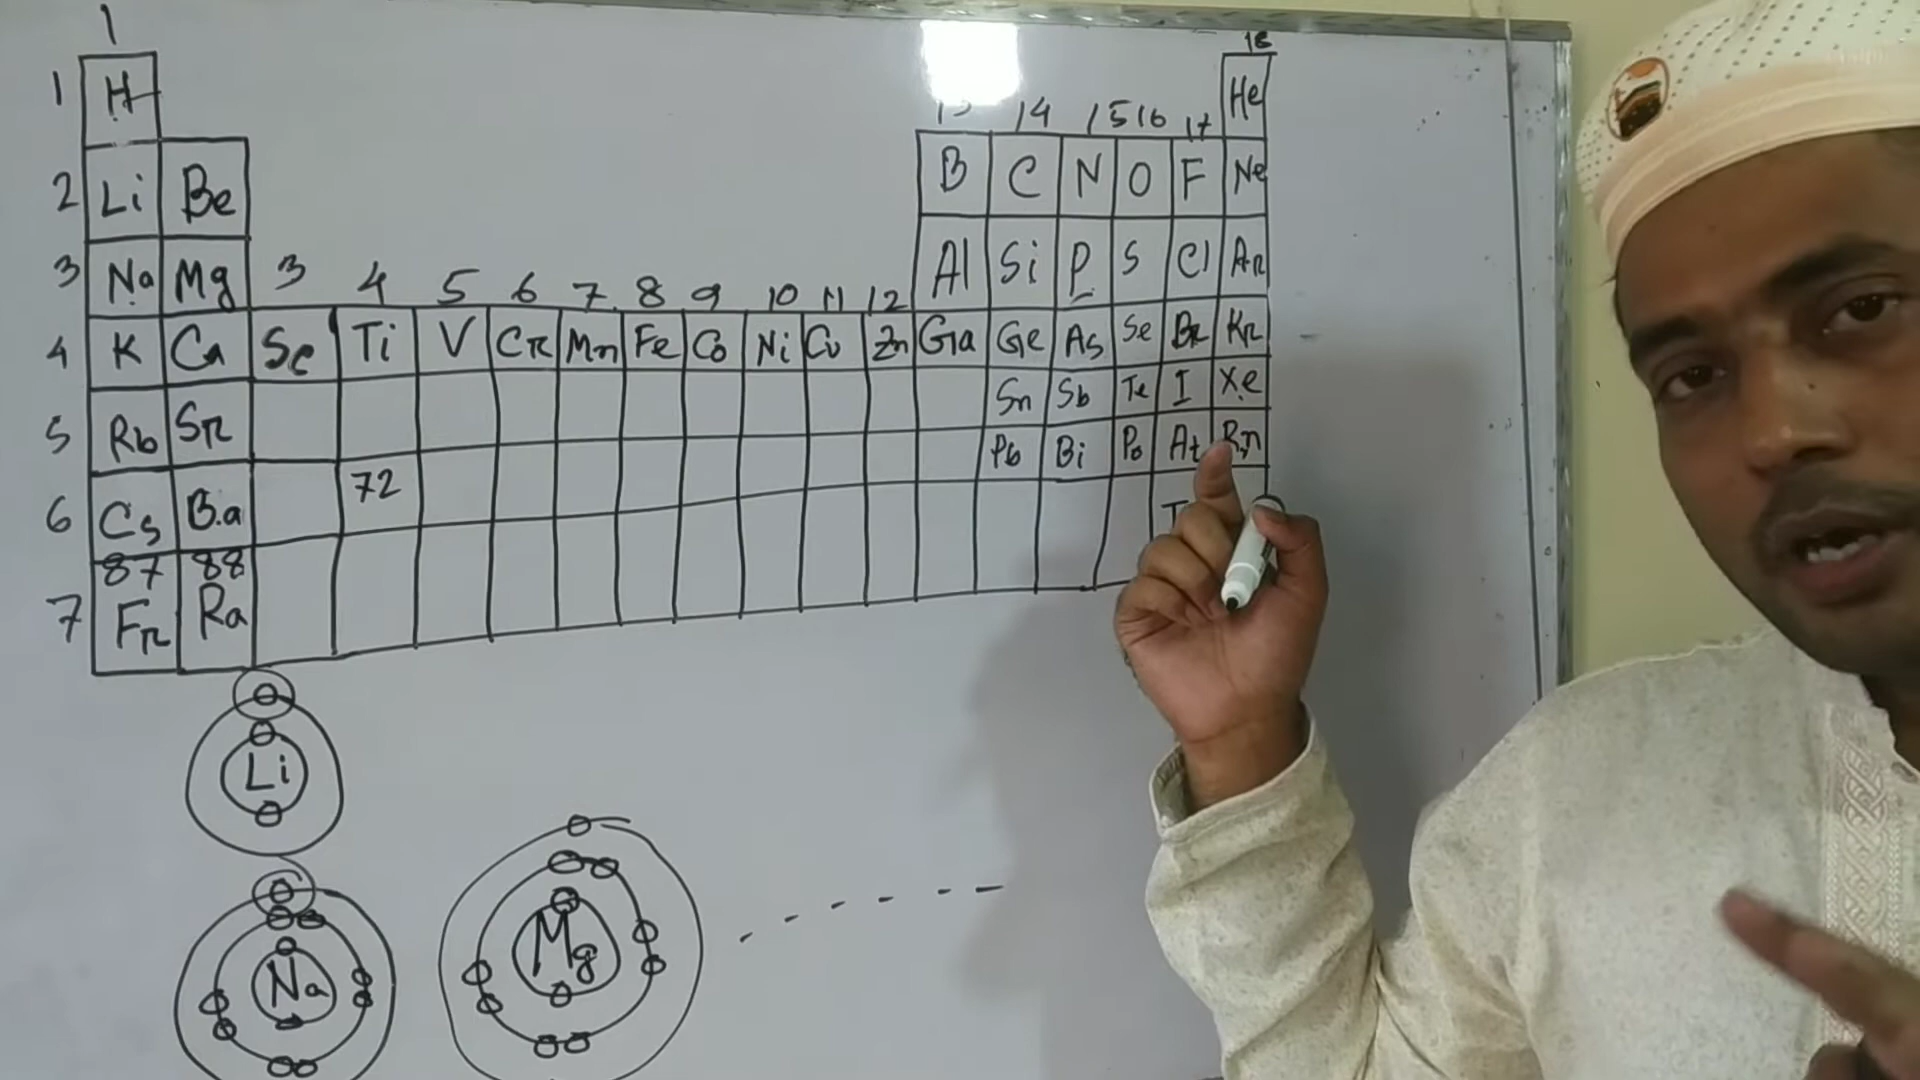 1 18
1 H He
13 14 15 16 17
2 Li Be B C N O F Ne
3 Na Mg Al Si P S Cl Ar
3 4 5 6 7 8 9 10 11 12
4 K Ca Sc Ti V Cr Mn Fe Co Ni Cu Zn Ga Ge As Se Br Kr
5 Rb Sr Sn Sb Te I Xe
6 Cs Ba 72 Pb Bi Po At Rn
87 88
7 Fr Ra
Li
Na Mg